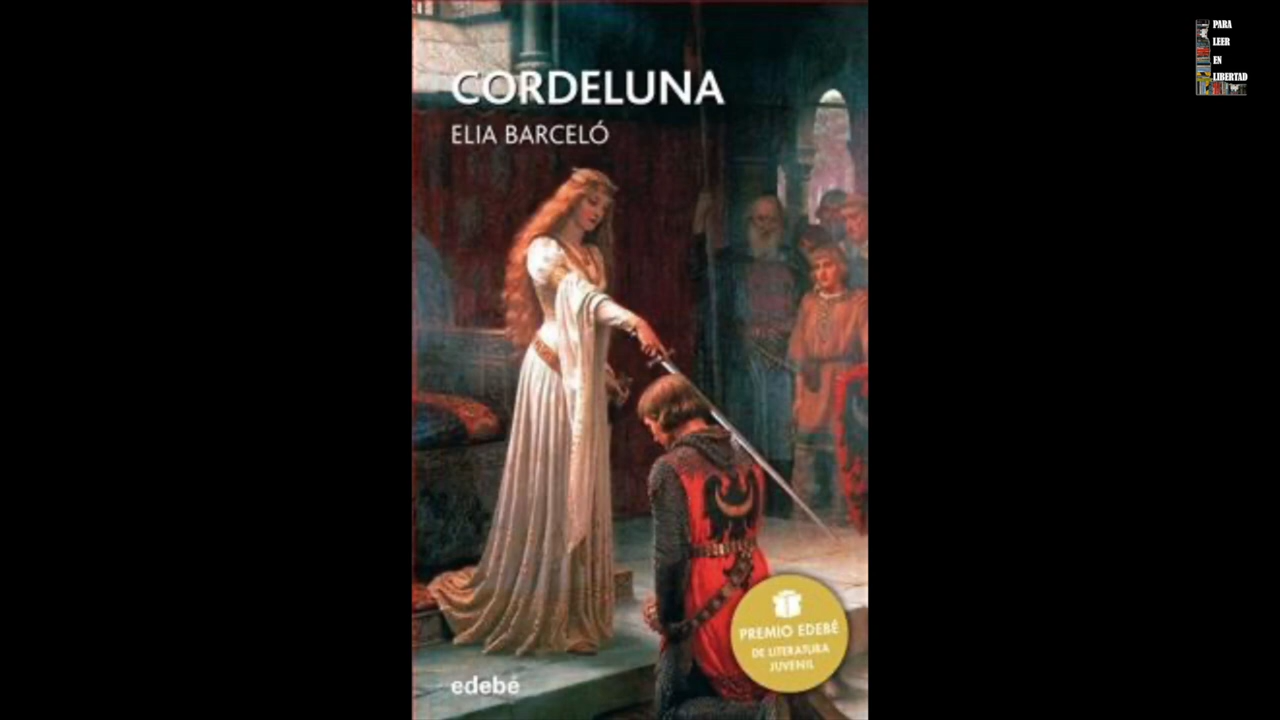 CORDELUNA
ELIA BARCELÓ
PREMIO EDEBÉ
DE LITERATURA
JUVENIL
edebé
PARA
LEER
EN
LIBERTAD